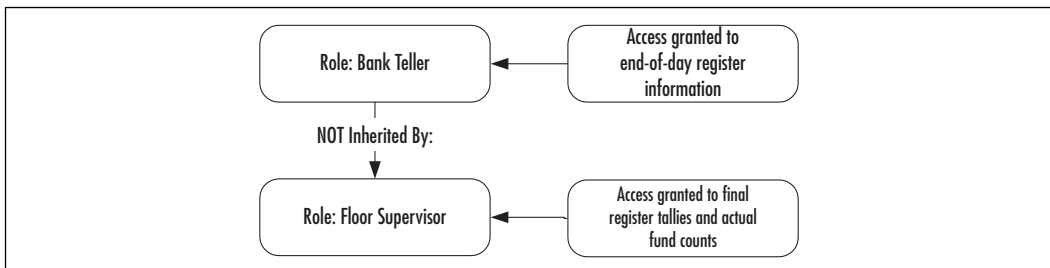 Role: Bank Teller
Access granted to
end-of-day register
information
NOT Inherited By:
Role: Floor Supervisor
Access granted to final
register tallies and actual
fund counts